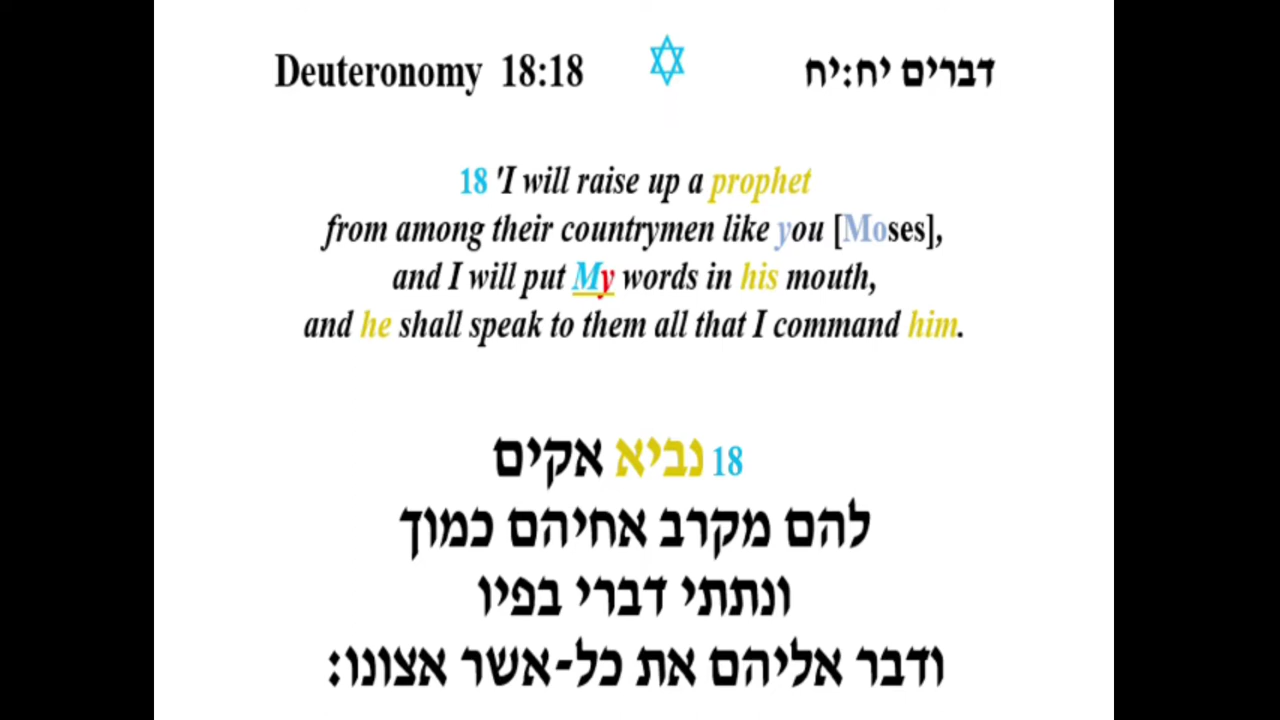 Deuteronomy 18:18 דברים יח:יח
18 'I will raise up a prophet
from among their countrymen like you [Moses],
and I will put My words in his mouth,
and he shall speak to them all that I command him.
18 נביא אקים
להם מקרב אחיהם כמוך
ונתתי דברי בפיו
ודבר אליהם את כל-אשר אצונו: